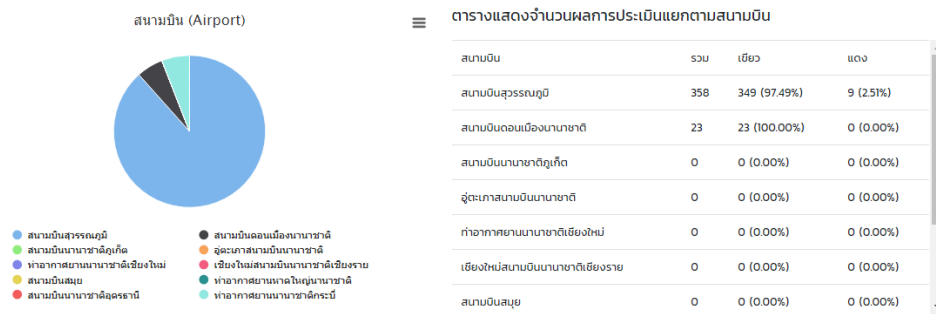 สนามบิน (Airport)
สนามบินสุวรรณภูมิ
สนามบินดอนเมืองนานาชาติ
สนามบินนานาชาติภูเก็ต
อู่ตะเภาสนามบินนานาชาติ
ท่าอากาศยานนานาชาติเชียงใหม่
เชียงใหม่สนามบินนานาชาติเชียงราย
สนามบินสมุย
ท่าอากาศยานหาดใหญ่นานาชาติ
สนามบินนานาชาติอุดรธานี
ท่าอากาศยานนานาชาติกระบี่
ตารางแสดงจำนวนผลการประเมินแยกตามสนามบิน
สนามบิน รวม เขียว แดง
สนามบินสุวรรณภูมิ 358 349 (97.49%) 9 (2.51%)
สนามบินดอนเมืองนานาชาติ 23 23 (100.00%) 0 (0.00%)
สนามบินนานาชาติภูเก็ต 0 0 (0.00%) 0 (0.00%)
อู่ตะเภาสนามบินนานาชาติ 0 0 (0.00%) 0 (0.00%)
ท่าอากาศยานนานาชาติเชียงใหม่ 0 0 (0.00%) 0 (0.00%)
เชียงใหม่สนามบินนานาชาติเชียงราย 0 0 (0.00%) 0 (0.00%)
สนามบินสมุย 0 0 (0.00%) 0 (0.00%)